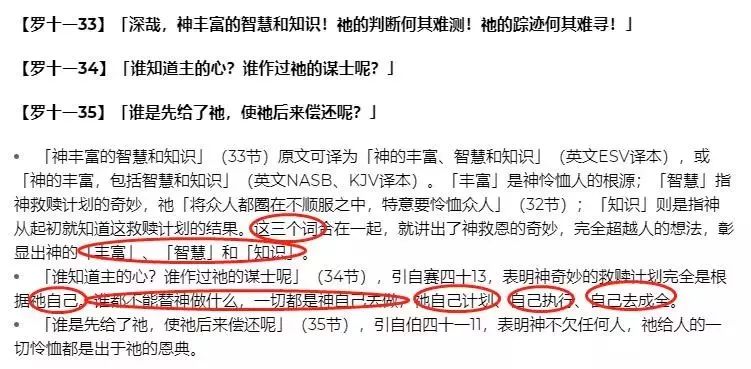 【罗十一33】「深哉，神丰富的智慧和知识！祂的判断何其难测！祂的踪迹何其难寻！」
【罗十一34】「谁知道主的心？谁作过祂的谋士呢？」
【罗十一35】「谁是先给了祂，使祂后来偿还呢？」
• 「神丰富的智慧和知识」（33节）原文可译为「神的丰富、智慧和知识」（英文ESV译本），或
「神的丰富，包括智慧和知识」（英文NASB、KJV译本）。「丰富」是神怜恤人的根源；「智慧」指
神救赎计划的奇妙，祂「将众人都圈在不顺服之中，特意要怜恤众人」（32节）；「知识」则是指神
从起初就知道这救赎计划的结果。这三个词合在一起，就讲出了神救恩的奇妙，完全超越人的想法，彰
显出神的「丰富」、「智慧」和「知识」。
• 「谁知道主的心？谁作过祂的谋士呢」（34节），引自赛四十13，表明神奇妙的救赎计划完全是根
据祂自己。谁都不能替神做什么，一切都是神自己去做，祂自己计划、自己执行、自己去成全。
• 「谁是先给了祂，使祂后来偿还呢」（35节），引自伯四十一11，表明神不欠任何人，祂给人的一
切怜恤都是出于祂的恩典。